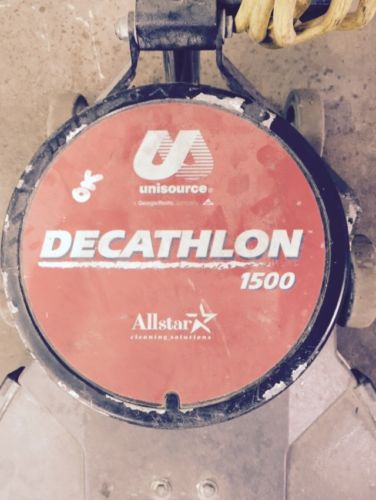 unisource®
a Georgia-Pacific company
OK
DECATHLON
1500
Allstar
cleaning solutions